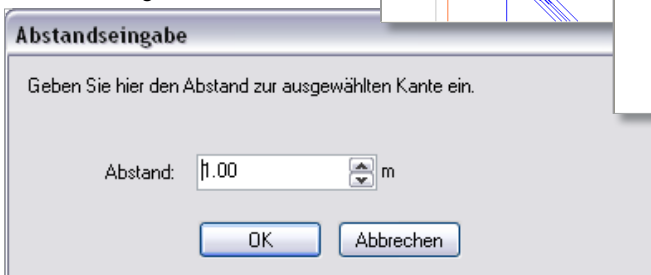 Abstandseingabe
Geben Sie hier den Abstand zur ausgewählten Kante ein.
Abstand: 1.00 m
OK Abbrechen